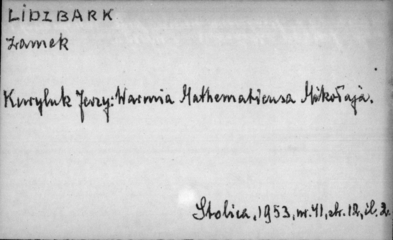 LIDZBARK
zamek
Kuryluk Jerzy: Warmia Mathematicusa Mikołaja.
Stolica, 1953, nr. 41, str. 12, il. 2.